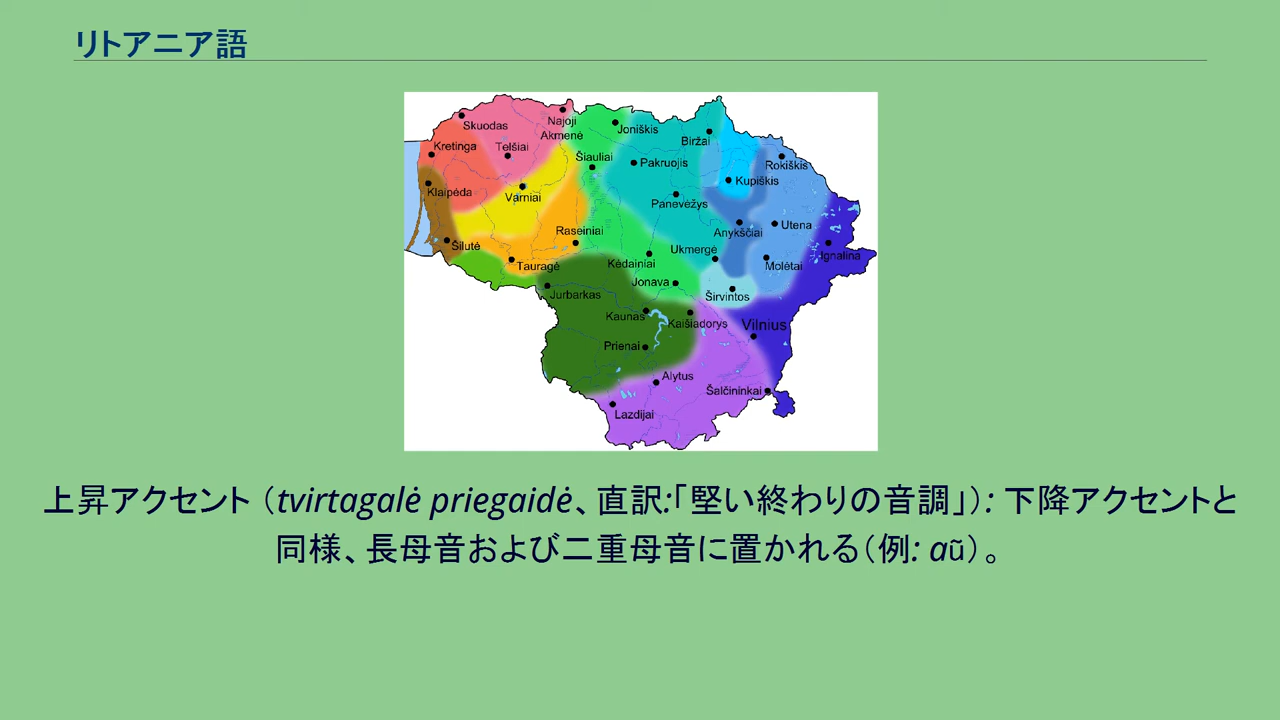 リトアニア語
Skuodas
Najoji
Akmenė
Joniškis
Biržai
Kretinga
Telšiai
Šiauliai
Pakruojis
Rokiškis
Klaipėda
Varniai
Kupiškis
Panevėžys
Šilutė
Raseiniai
Anykščiai
Utena
Tauragė
Kėdainiai
Ukmergė
Molėtai
Ignalina
Jurbarkas
Jonava
Širvintos
Kaunas
Kaišiadorys
Vilnius
Prienai
Alytus
Šalčininkai
Lazdijai
上昇アクセント（tvirtagalė priegaidė、直訳:「堅い終わりの音調」）: 下降アクセントと
同様、長母音および二重母音に置かれる（例: aũ）。